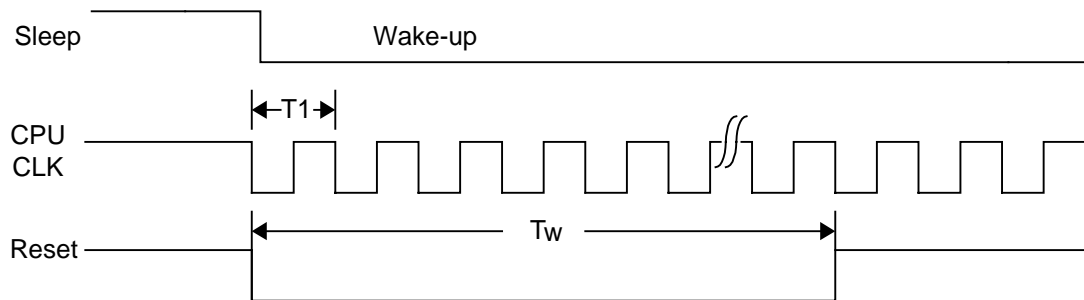 Sleep
Wake-up
T1
CPU
CLK
Tw
Reset